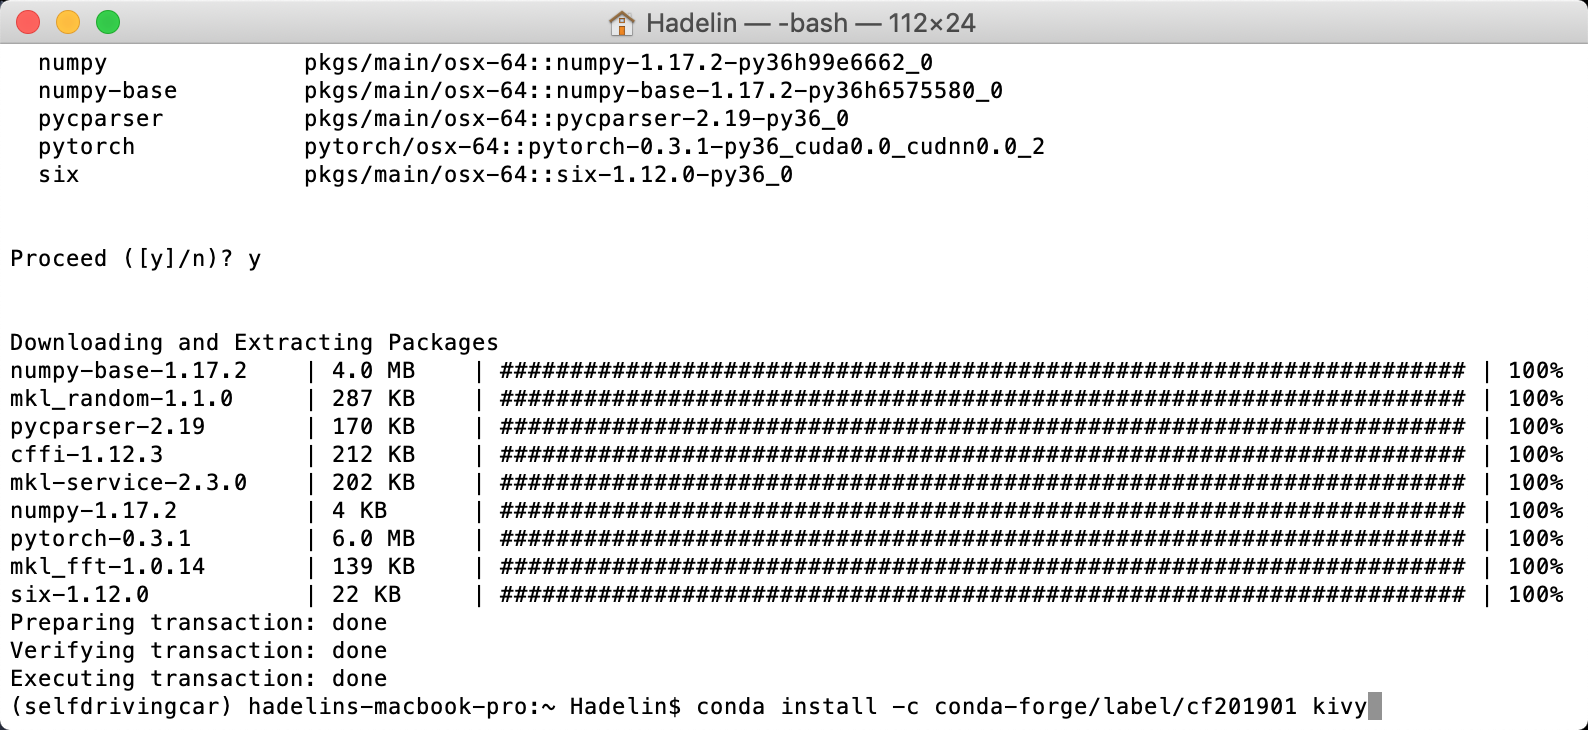 Hadelin — -bash — 112×24
numpy pkgs/main/osx-64::numpy-1.17.2-py36h99e6662_0
numpy-base pkgs/main/osx-64::numpy-base-1.17.2-py36h6575580_0
pycparser pkgs/main/osx-64::pycparser-2.19-py36_0
pytorch pytorch/osx-64::pytorch-0.3.1-py36_cuda0.0_cudnn0.0_2
six pkgs/main/osx-64::six-1.12.0-py36_0
Proceed ([y]/n)? y
Downloading and Extracting Packages
numpy-base-1.17.2 | 4.0 MB | ##################################################################### | 100%
mkl_random-1.1.0 | 287 KB | ##################################################################### | 100%
pycparser-2.19 | 170 KB | ##################################################################### | 100%
cffi-1.12.3 | 212 KB | ##################################################################### | 100%
mkl-service-2.3.0 | 202 KB | ##################################################################### | 100%
numpy-1.17.2 | 4 KB | ##################################################################### | 100%
pytorch-0.3.1 | 6.0 MB | ##################################################################### | 100%
mkl_fft-1.0.14 | 139 KB | ##################################################################### | 100%
six-1.12.0 | 22 KB | ##################################################################### | 100%
Preparing transaction: done
Verifying transaction: done
Executing transaction: done
(selfdrivingcar) hadelins-macbook-pro:~ Hadelin$ conda install -c conda-forge/label/cf201901 kivy